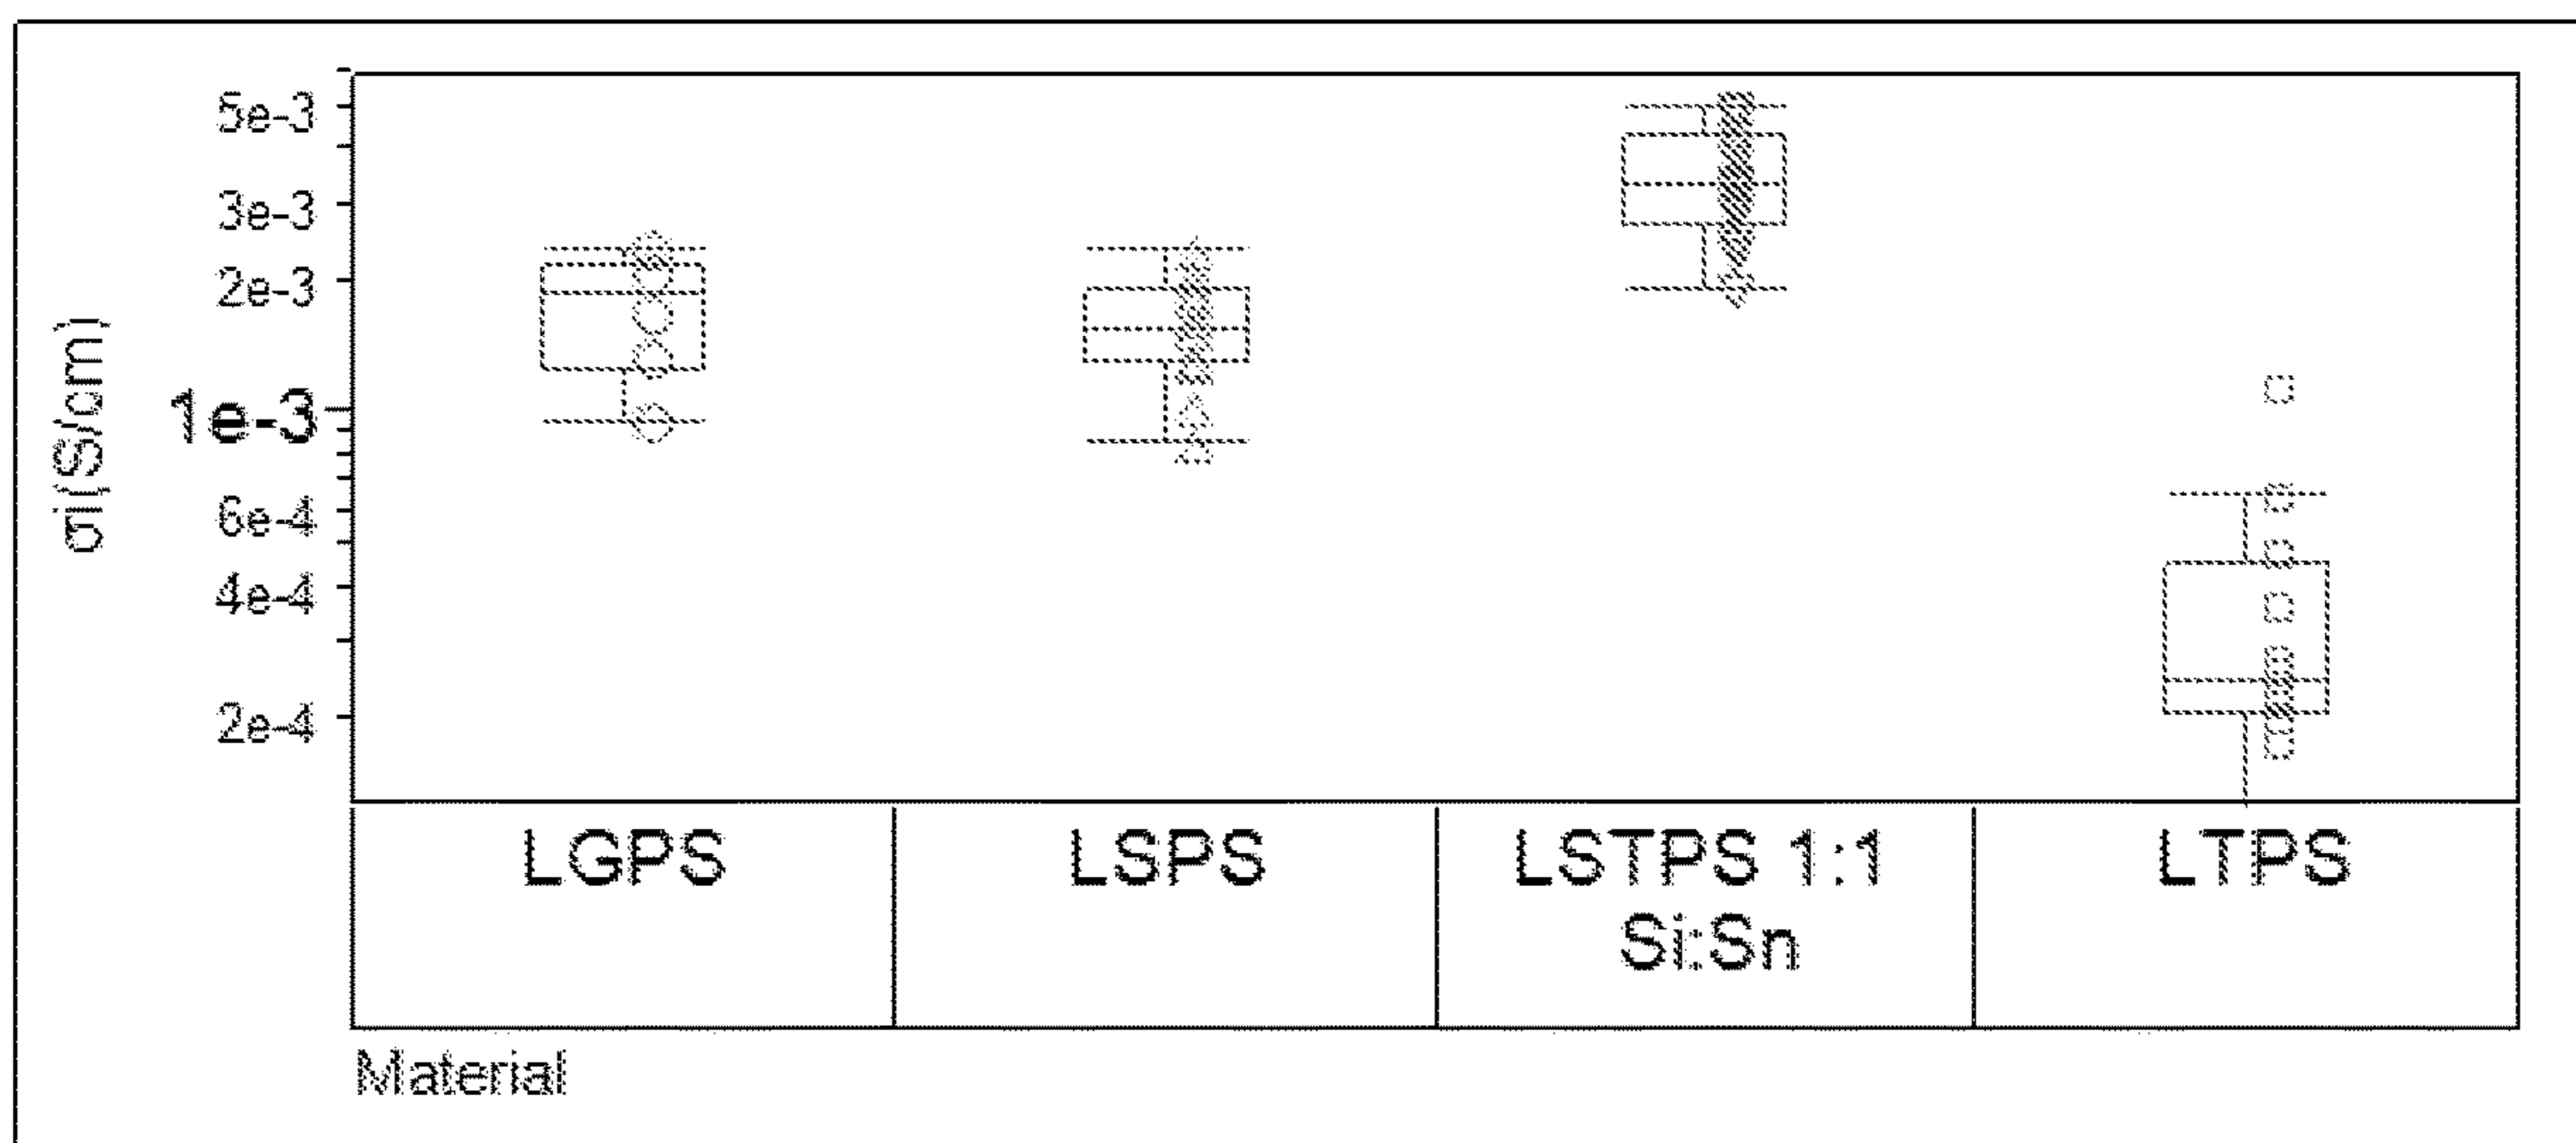 5e-3
3e-3
2e-3
1e-3
6e-4
4e-4
2e-4
σi(S/cm)
LGPS
LSPS
LSTPS 1:1
Si:Sn
LTPS
Material